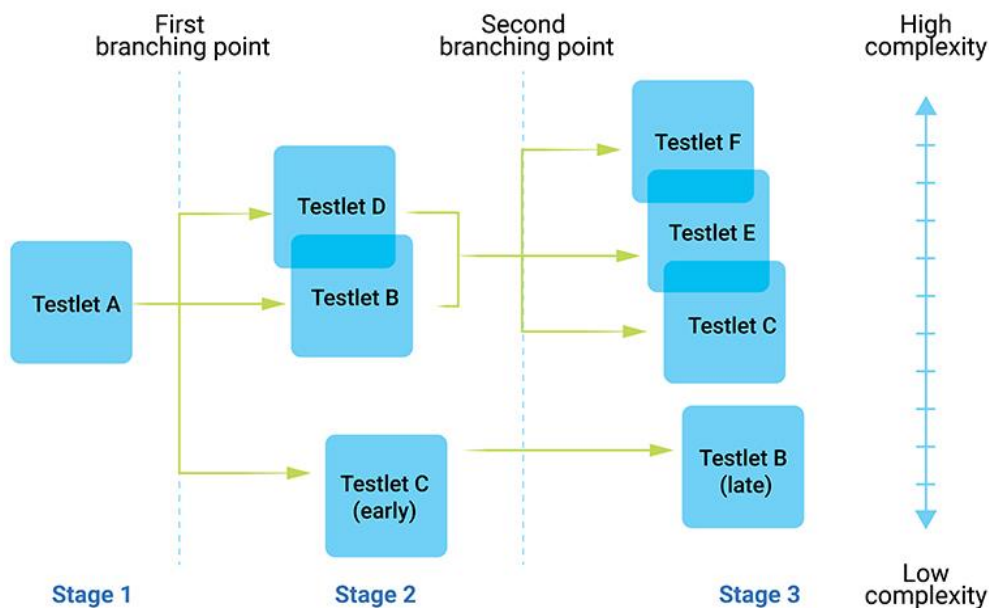 First
branching point
Second
branching point
High
complexity
Testlet F
Testlet D
Testlet E
Testlet A
Testlet B
Testlet C
Testlet C
(early)
Testlet B
(late)
Stage 1
Stage 2
Stage 3
Low
complexity